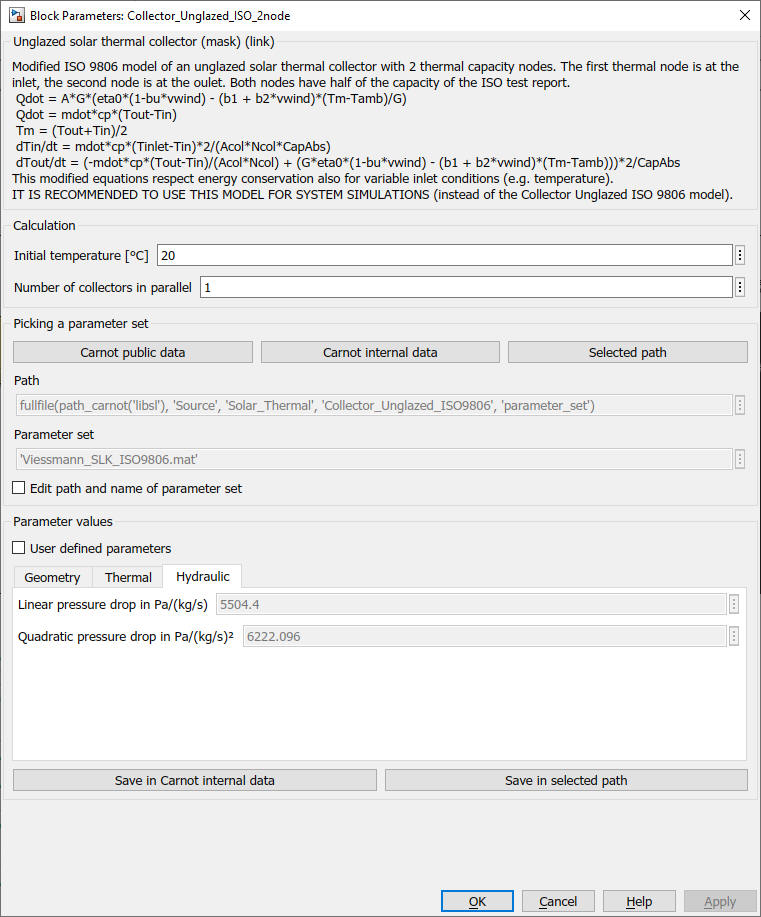 Block Parameters: Collector_Unglazed_ISO_2node
Unglazed solar thermal collector (mask) (link)
Modified ISO 9806 model of an unglazed solar thermal collector with 2 thermal capacity nodes. The first thermal node is at the
inlet, the second node is at the oulet. Both nodes have half of the capacity of the ISO test report.
Qdot = A*G*(eta0*(1-bu*vwind) - (b1 + b2*vwind)*(Tm-Tamb)/G)
Qdot = mdot*cp*(Tout-Tin)
Tm = (Tout+Tin)/2
dTin/dt = mdot*cp*(Tinlet-Tin)*2/(Acol*Ncol*CapAbs)
dTout/dt = (-mdot*cp*(Tout-Tin)/(Acol*Ncol) + (G*eta0*(1-bu*vwind) - (b1 + b2*vwind)*(Tm-Tamb)))*2/CapAbs
This modified equations respect energy conservation also for variable inlet conditions (e.g. temperature).
IT IS RECOMMENDED TO USE THIS MODEL FOR SYSTEM SIMULATIONS (instead of the Collector Unglazed ISO 9806 model).
Calculation
Initial temperature [°C] 20
Number of collectors in parallel 1
Picking a parameter set
Carnot public data Carnot internal data Selected path
Path
fullfile(path_carnot('libsl'), 'Source', 'Solar_Thermal', 'Collector_Unglazed_ISO9806', 'parameter_set')
Parameter set
'Viessmann_SLK_ISO9806.mat'
Edit path and name of parameter set
Parameter values
User defined parameters
Geometry Thermal Hydraulic
Linear pressure drop in Pa/(kg/s) 5504.4
Quadratic pressure drop in Pa/(kg/s)² 6222.096
Save in Carnot internal data Save in selected path
OK Cancel Help Apply